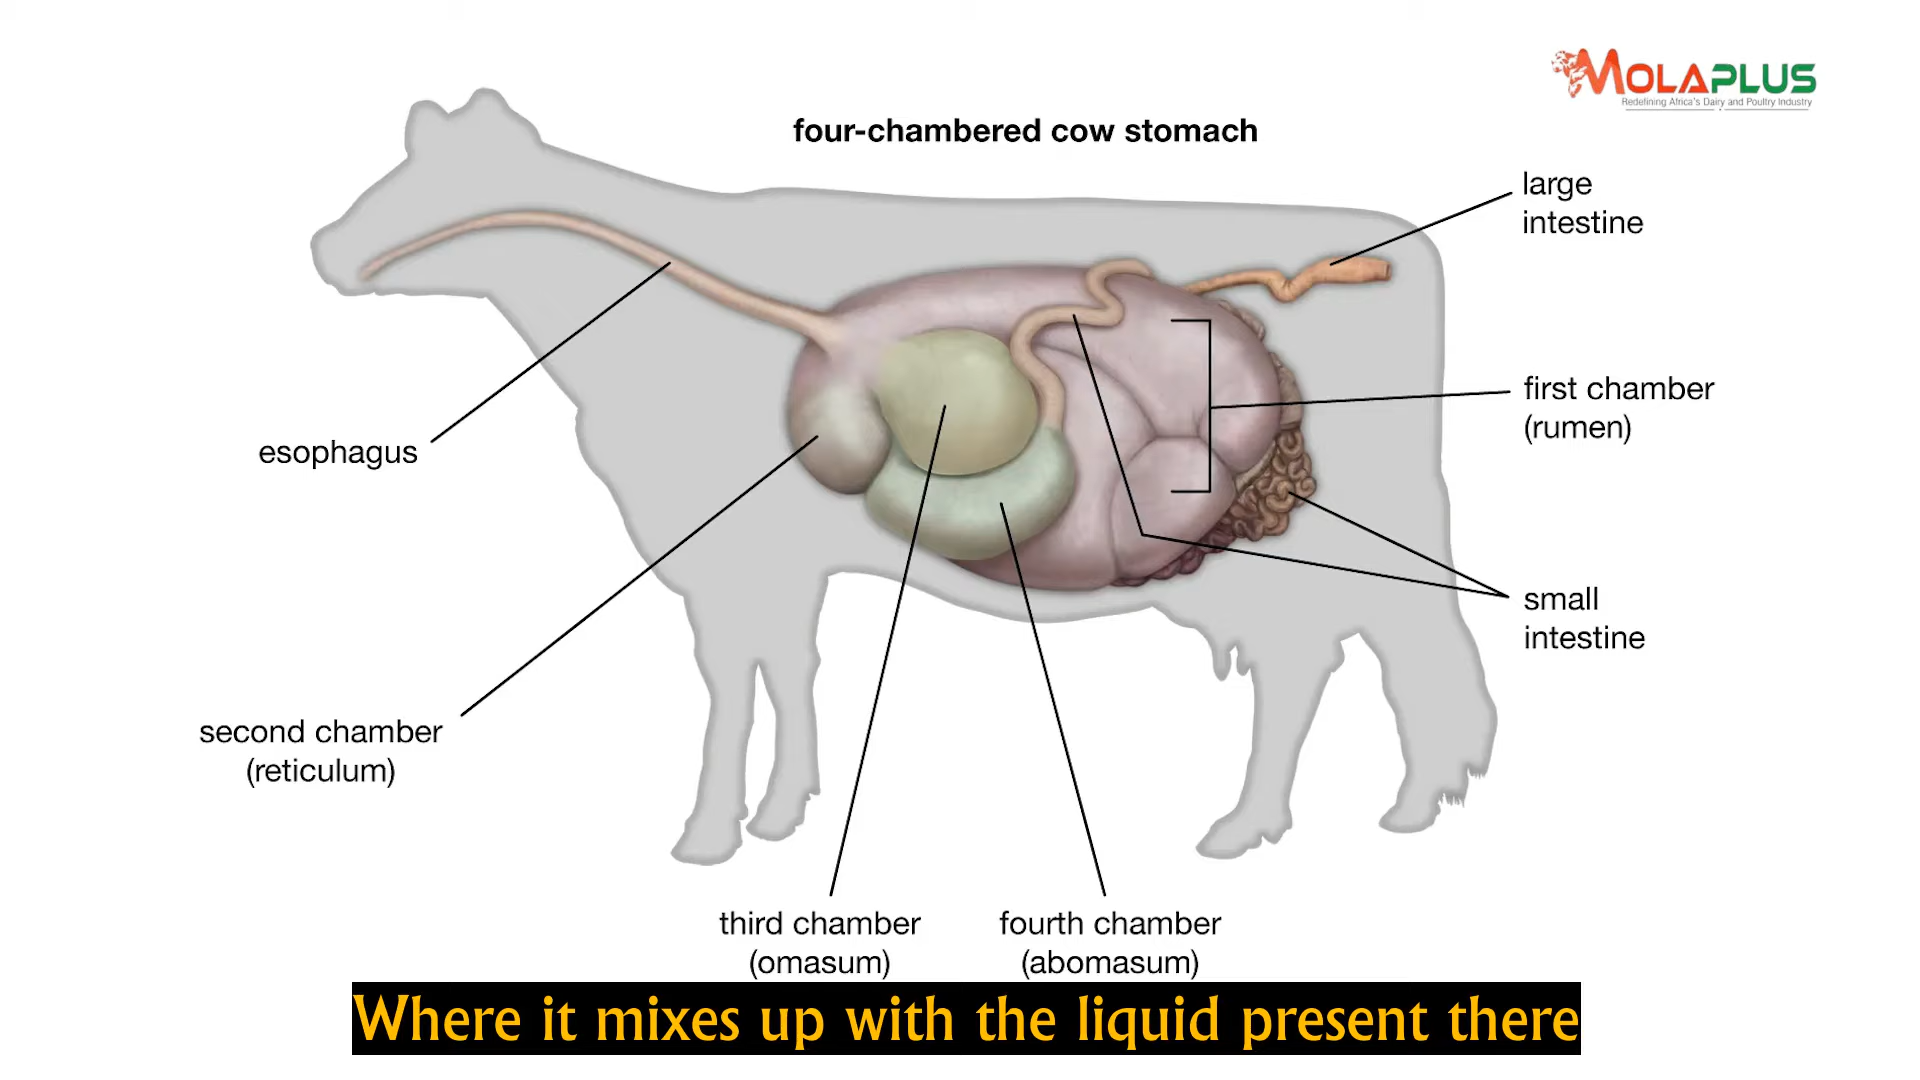 MOLAPLUS
Redefining Africa's Dairy and Poultry Industry
four-chambered cow stomach
large
intestine
first chamber
(rumen)
esophagus
small
intestine
second chamber
(reticulum)
third chamber
(omasum)
fourth chamber
(abomasum)
Where it mixes up with the liquid present there